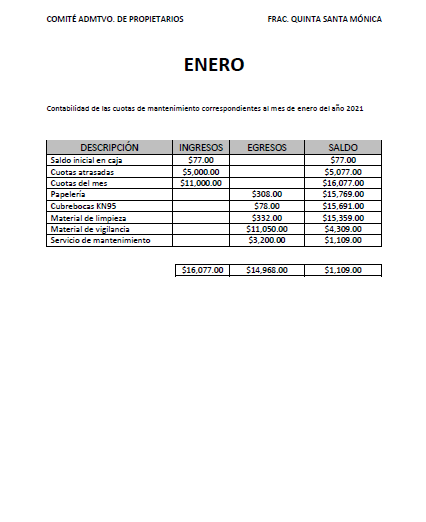 COMITÉ ADMTVO. DE PROPIETARIOS FRAC. QUINTA SANTA MÓNICA
ENERO
Contabilidad de las cuotas de mantenimiento correspondientes al mes de enero del año 2021
DESCRIPCIÓN INGRESOS EGRESOS SALDO
Saldo inicial en caja $77.00 $77.00
Cuotas atrasadas $5,000.00 $5,077.00
Cuotas del mes $11,000.00 $16,077.00
Papelería $308.00 $15,769.00
Cubrebocas KN95 $78.00 $15,691.00
Material de limpieza $332.00 $15,359.00
Material de vigilancia $11,050.00 $4,309.00
Servicio de mantenimiento $3,200.00 $1,109.00
$16,077.00 $14,968.00 $1,109.00